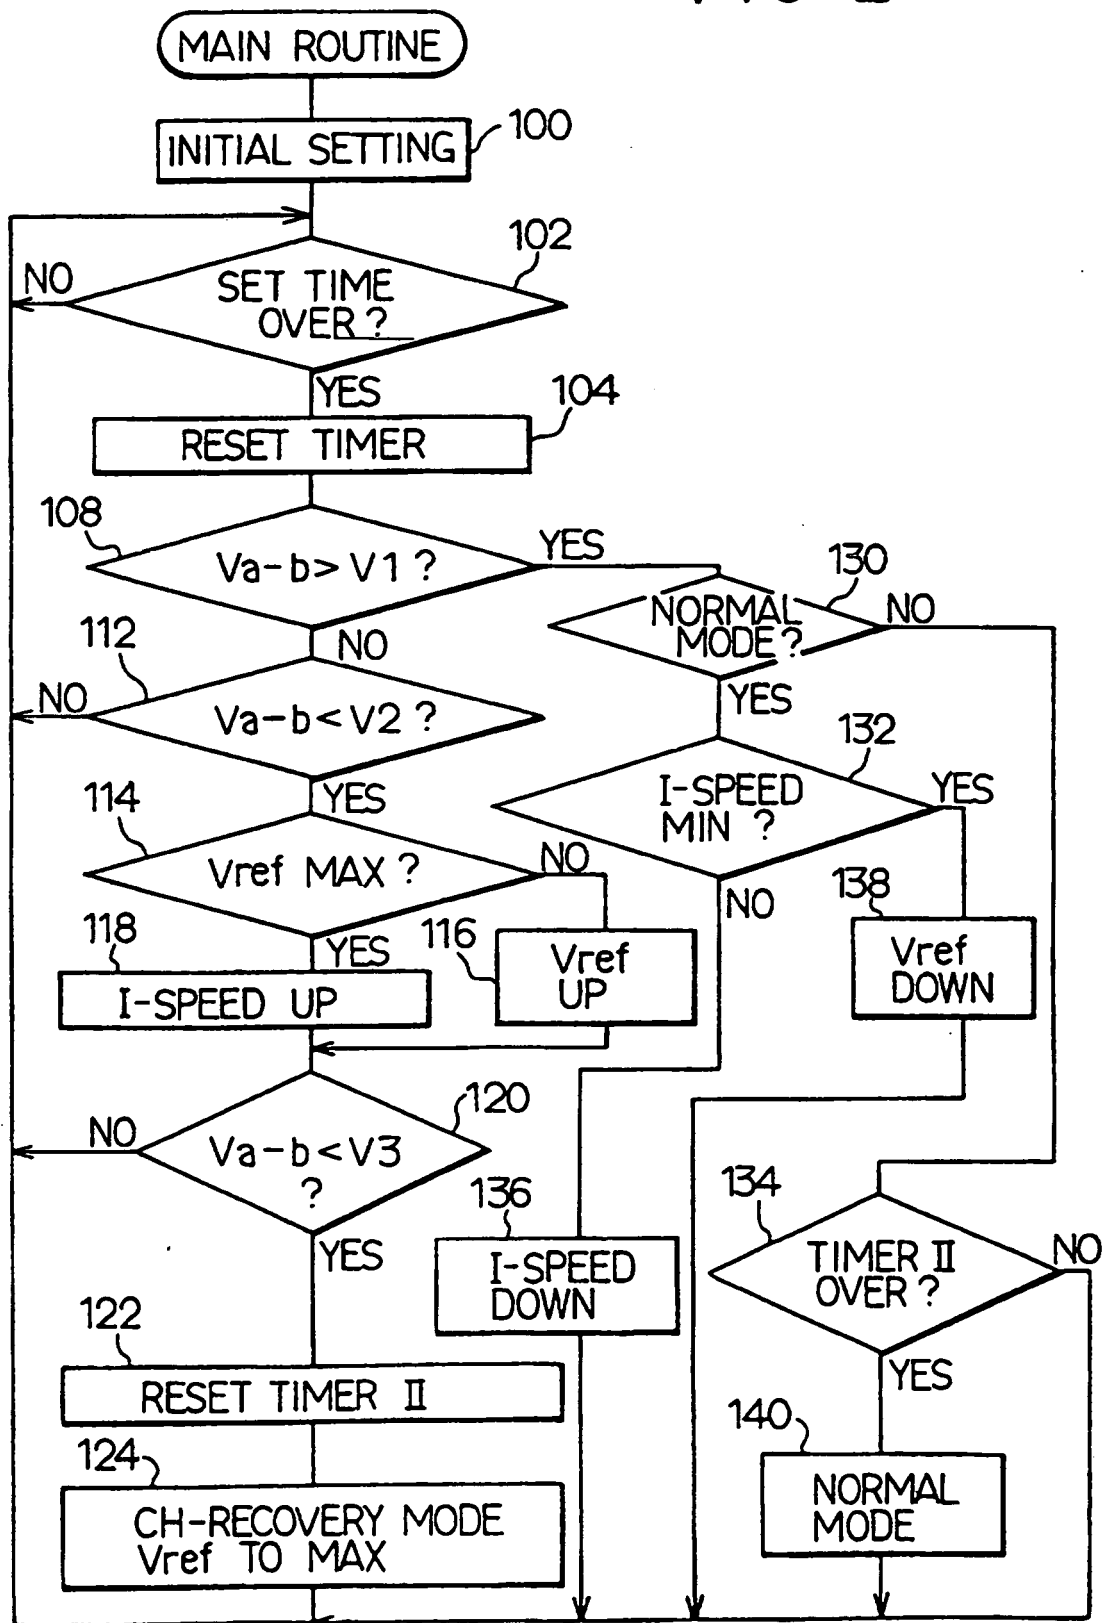 MAIN ROUTINE
100
INITIAL SETTING
102
NO
SET TIME
OVER?
YES
104
RESET TIMER
108
Va-b> V1 ?
YES
NO
130
NORMAL
MODE?
NO
YES
112
NO
Va-b<V2 ?
YES
132
I-SPEED
MIN ?
YES
NO
114
Vref MAX ?
NO
YES
138
Vref
DOWN
118
I-SPEED UP
116
Vref
UP
120
NO
Va-b<V3
?
YES
134
TIMER II
OVER?
NO
YES
136
I-SPEED
DOWN
122
RESET TIMER II
140
NORMAL
MODE
124
CH-RECOVERY MODE
Vref TO MAX